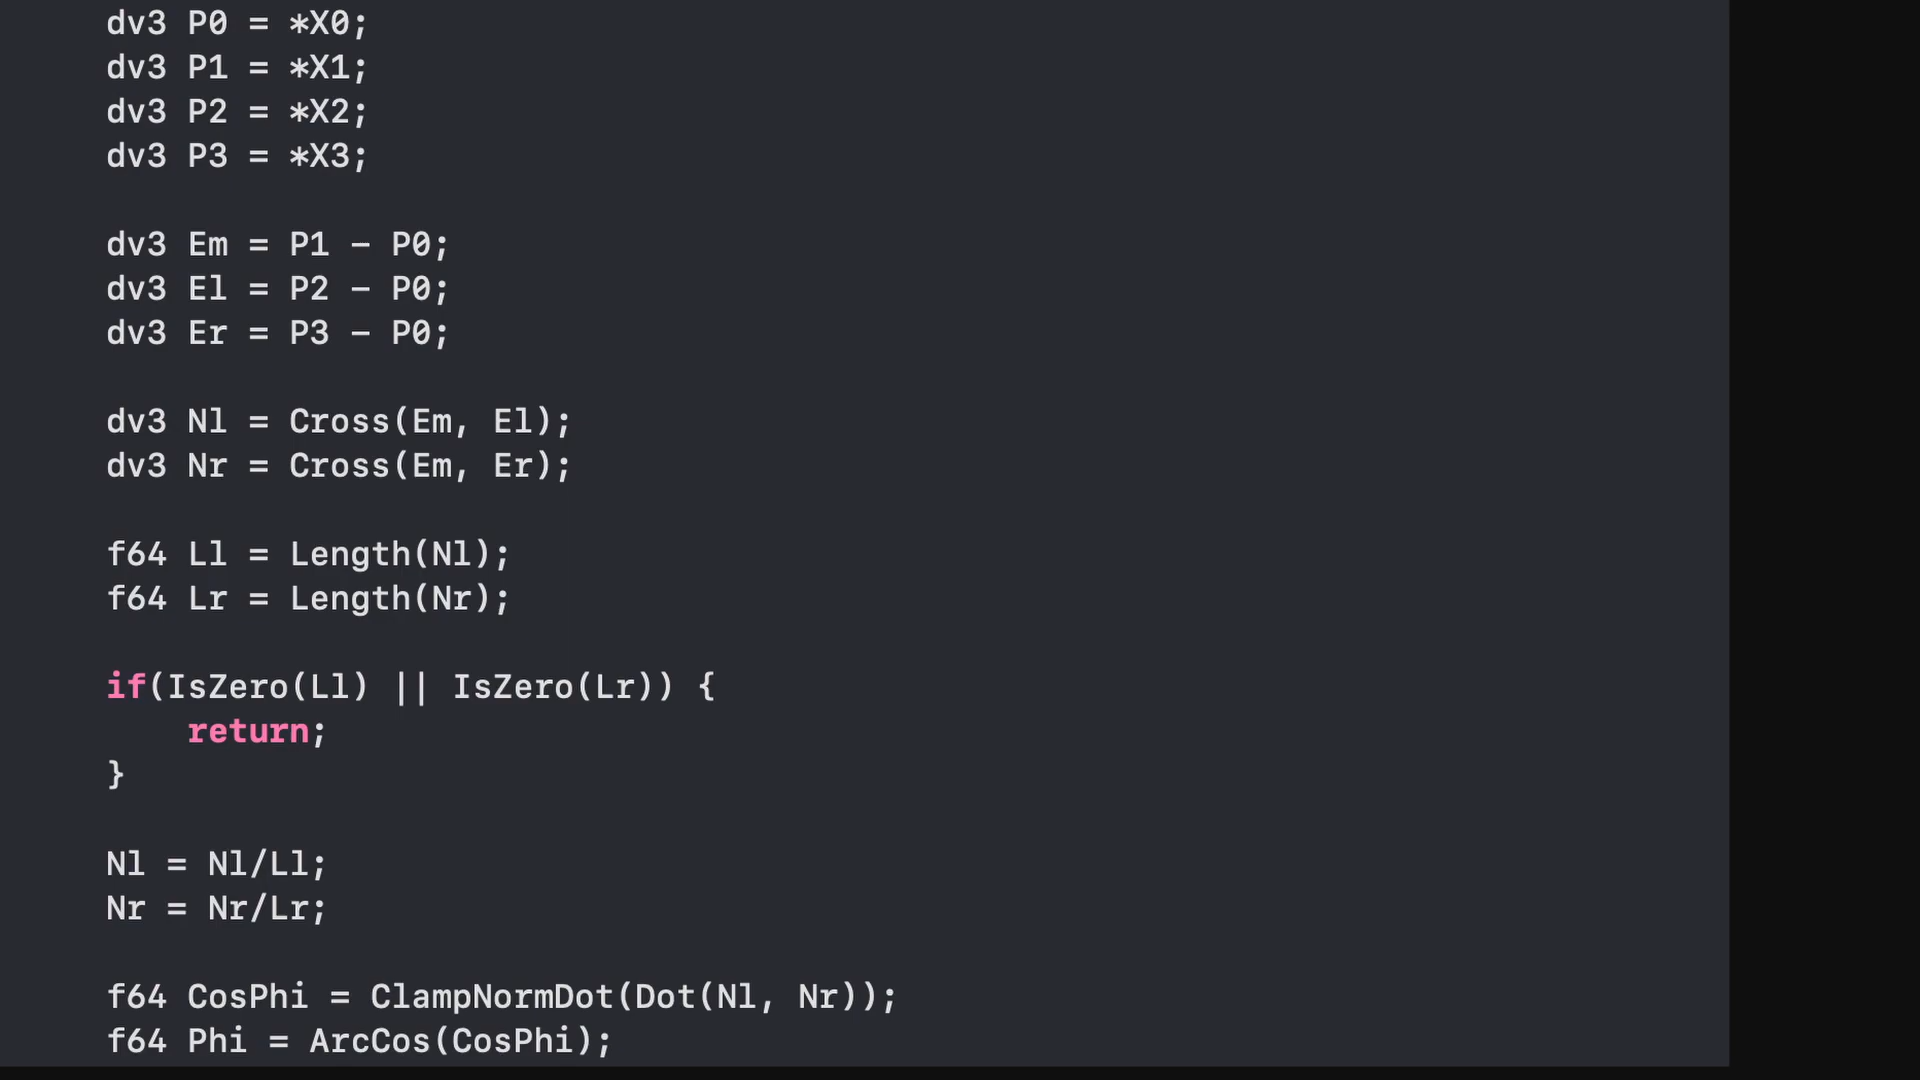 dv3 P0 = *X0;
dv3 P1 = *X1;
dv3 P2 = *X2;
dv3 P3 = *X3;
dv3 Em = P1 - P0;
dv3 El = P2 - P0;
dv3 Er = P3 - P0;
dv3 Nl = Cross(Em, El);
dv3 Nr = Cross(Em, Er);
f64 Ll = Length(Nl);
f64 Lr = Length(Nr);
if(IsZero(Ll) || IsZero(Lr)) {
    return;
}
Nl = Nl/Ll;
Nr = Nr/Lr;
f64 CosPhi = ClampNormDot(Dot(Nl, Nr));
f64 Phi = ArcCos(CosPhi);